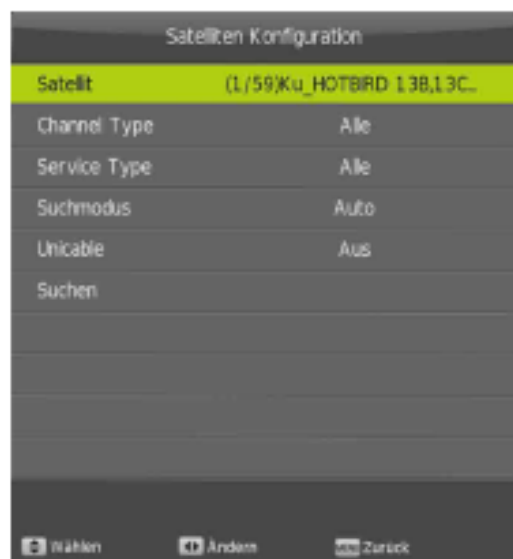 Satelliten Konfiguration
Satellit (1/59)Ku_HOTBIRD 13B,13C..
Channel Type Alle
Service Type Alle
Suchmodus Auto
Unicable Aus
Suchen
Wählen Ändern MENU Zurück